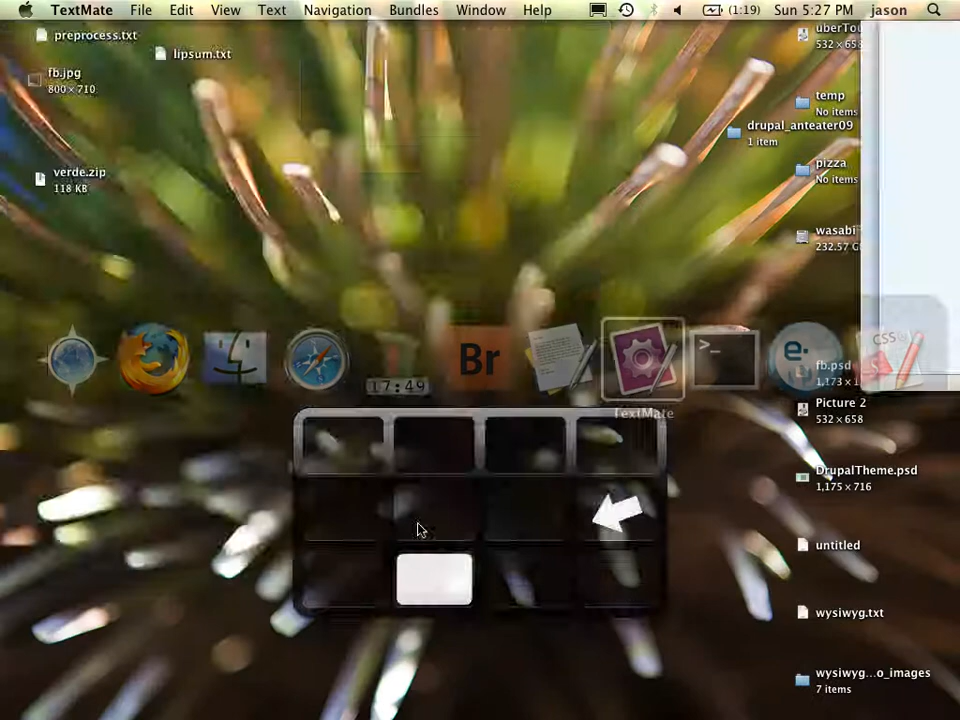 TextMate File Edit View Text Navigation Bundles Window Help (1:19) Sun 5:27 PM jason
preprocess.txt
lipsum.txt
fb.jpg
800×710
verde.zip
118 KB
532×658
temp
No items
drupal_anteater09
1 item
pizza
No items
wasabi
17:49
Br
>_
e.
CSS
TextMate
fb.psd
Picture 2
532×658
DrupalTheme.psd
1,175×716
untitled
wysiwyg.txt
wysiwyg...o_images
7 items